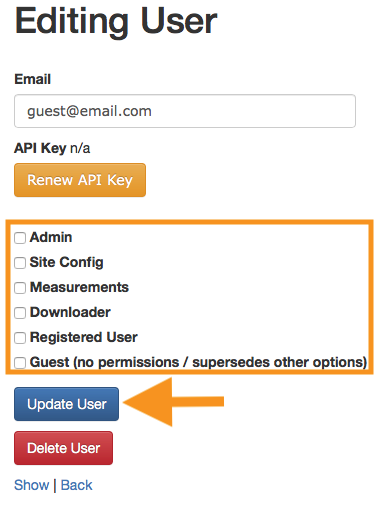 Editing User
Email
guest@email.com
API Key n/a
Renew API Key
Admin
Site Config
Measurements
Downloader
Registered User
Guest (no permissions / supersedes other options)
Update User
Delete User
Show | Back